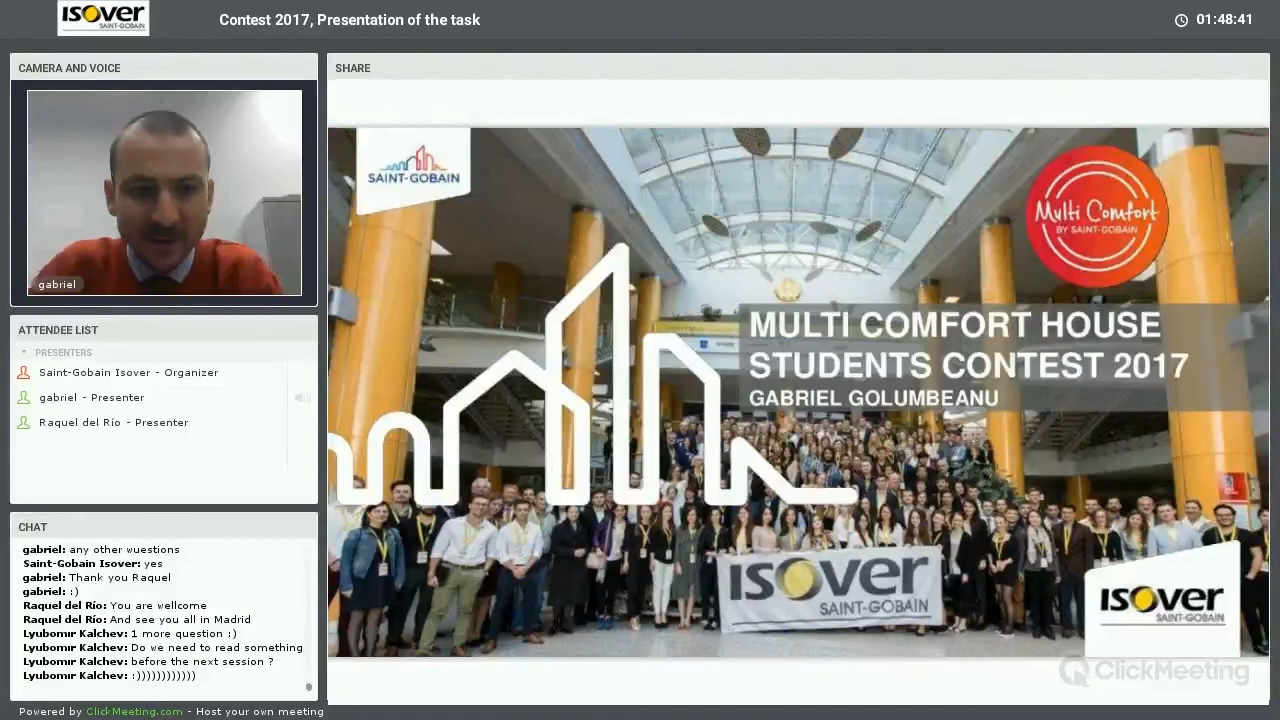 ISOVER
SAINT-GOBAIN
Contest 2017, Presentation of the task
01:48:41
CAMERA AND VOICE
gabriel
ATTENDEE LIST
PRESENTERS
Saint-Gobain Isover - Organizer
gabriel - Presenter
Raquel del Río - Presenter
CHAT
gabriel: any other wuestions
Saint-Gobain Isover: yes
gabriel: Thank you Raquel
gabriel: :)
Raquel del Río: You are wellcome
Raquel del Río: And see you all in Madrid
Lyubomir Kalchev: 1 more question :)
Lyubomir Kalchev: Do we need to read something
Lyubomir Kalchev: before the next session ?
Lyubomir Kalchev: :))))))))))))
Powered by ClickMeeting.com - Host your own meeting
SHARE
SAINT-GOBAIN
Multi Comfort
BY SAINT-GOBAIN
MULTI COMFORT HOUSE
STUDENTS CONTEST 2017
GABRIEL GOLUMBEANU
ISOVER
SAINT-GOBAIN
ISOVER
SAINT-GOBAIN
ClickMeeting